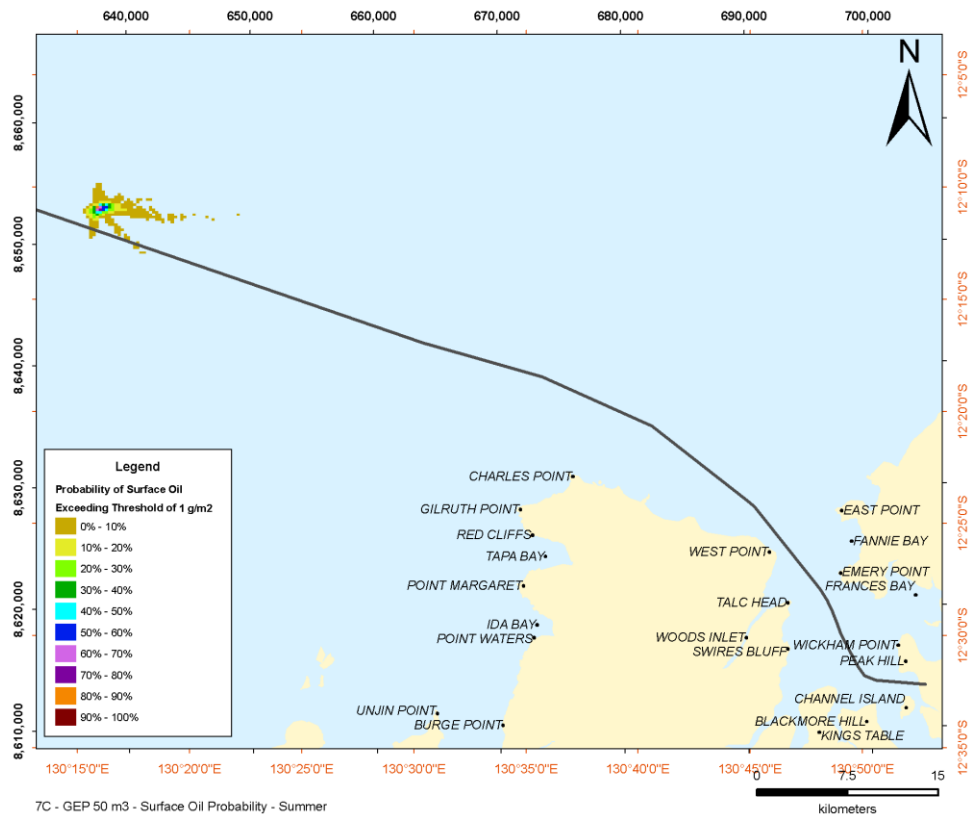 640,000 650,000 660,000 670,000 680,000 690,000 700,000
N
12°5'0"S
12°10'0"S
12°15'0"S
12°20'0"S
12°25'0"S
12°30'0"S
12°35'0"S
8,660,000
8,650,000
8,640,000
8,630,000
8,620,000
8,610,000
CHARLES POINT
GILRUTH POINT
RED CLIFFS
TAPA BAY
POINT MARGARET
IDA BAY
POINT WATERS
UNJIN POINT
BURGE POINT
WEST POINT
TALC HEAD
WOODS INLET
SWIRES BLUFF
EAST POINT
FANNIE BAY
EMERY POINT
FRANCES BAY
WICKHAM POINT
PEAK HILL
CHANNEL ISLAND
BLACKMORE HILL
KINGS TABLE
Legend
Probability of Surface Oil
Exceeding Threshold of 1 g/m2
0% - 10%
10% - 20%
20% - 30%
30% - 40%
40% - 50%
50% - 60%
60% - 70%
70% - 80%
80% - 90%
90% - 100%
130°15'0"E 130°20'0"E 130°25'0"E 130°30'0"E 130°35'0"E 130°40'0"E 130°45'0"E 130°50'0"E
0 7.5 15
kilometers
7C - GEP 50 m3 - Surface Oil Probability - Summer